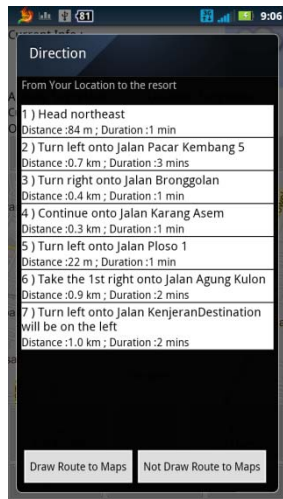 81
9:06
Current Info :
Direction
From Your Location to the resort
1 ) Head northeast
Distance :84 m ; Duration :1 min
2 ) Turn left onto Jalan Pacar Kembang 5
Distance :0.7 km ; Duration :3 mins
3 ) Turn right onto Jalan Bronggolan
Distance :0.4 km ; Duration :1 min
4 ) Continue onto Jalan Karang Asem
Distance :0.3 km ; Duration :1 min
5 ) Turn left onto Jalan Ploso 1
Distance :22 m ; Duration :1 min
6 ) Take the 1st right onto Jalan Agung Kulon
Distance :0.9 km ; Duration :2 mins
7 ) Turn left onto Jalan KenjeranDestination
will be on the left
Distance :1.0 km ; Duration :2 mins
Draw Route to Maps
Not Draw Route to Maps